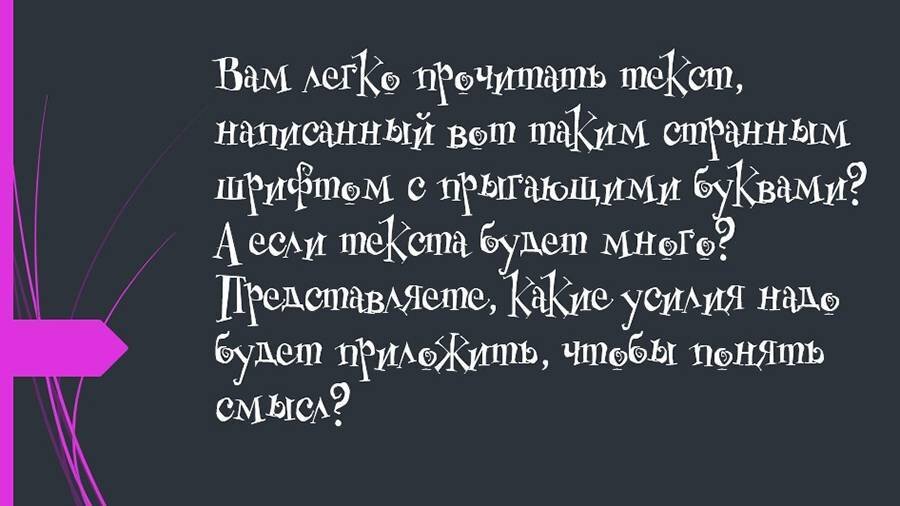 Вам легко прочитать текст,
написанный вот таким странным
шрифтом с прыгающими буквами?
А если текста будет много?
Представляете, какие усилия надо
будет приложить, чтобы понять
смысл?